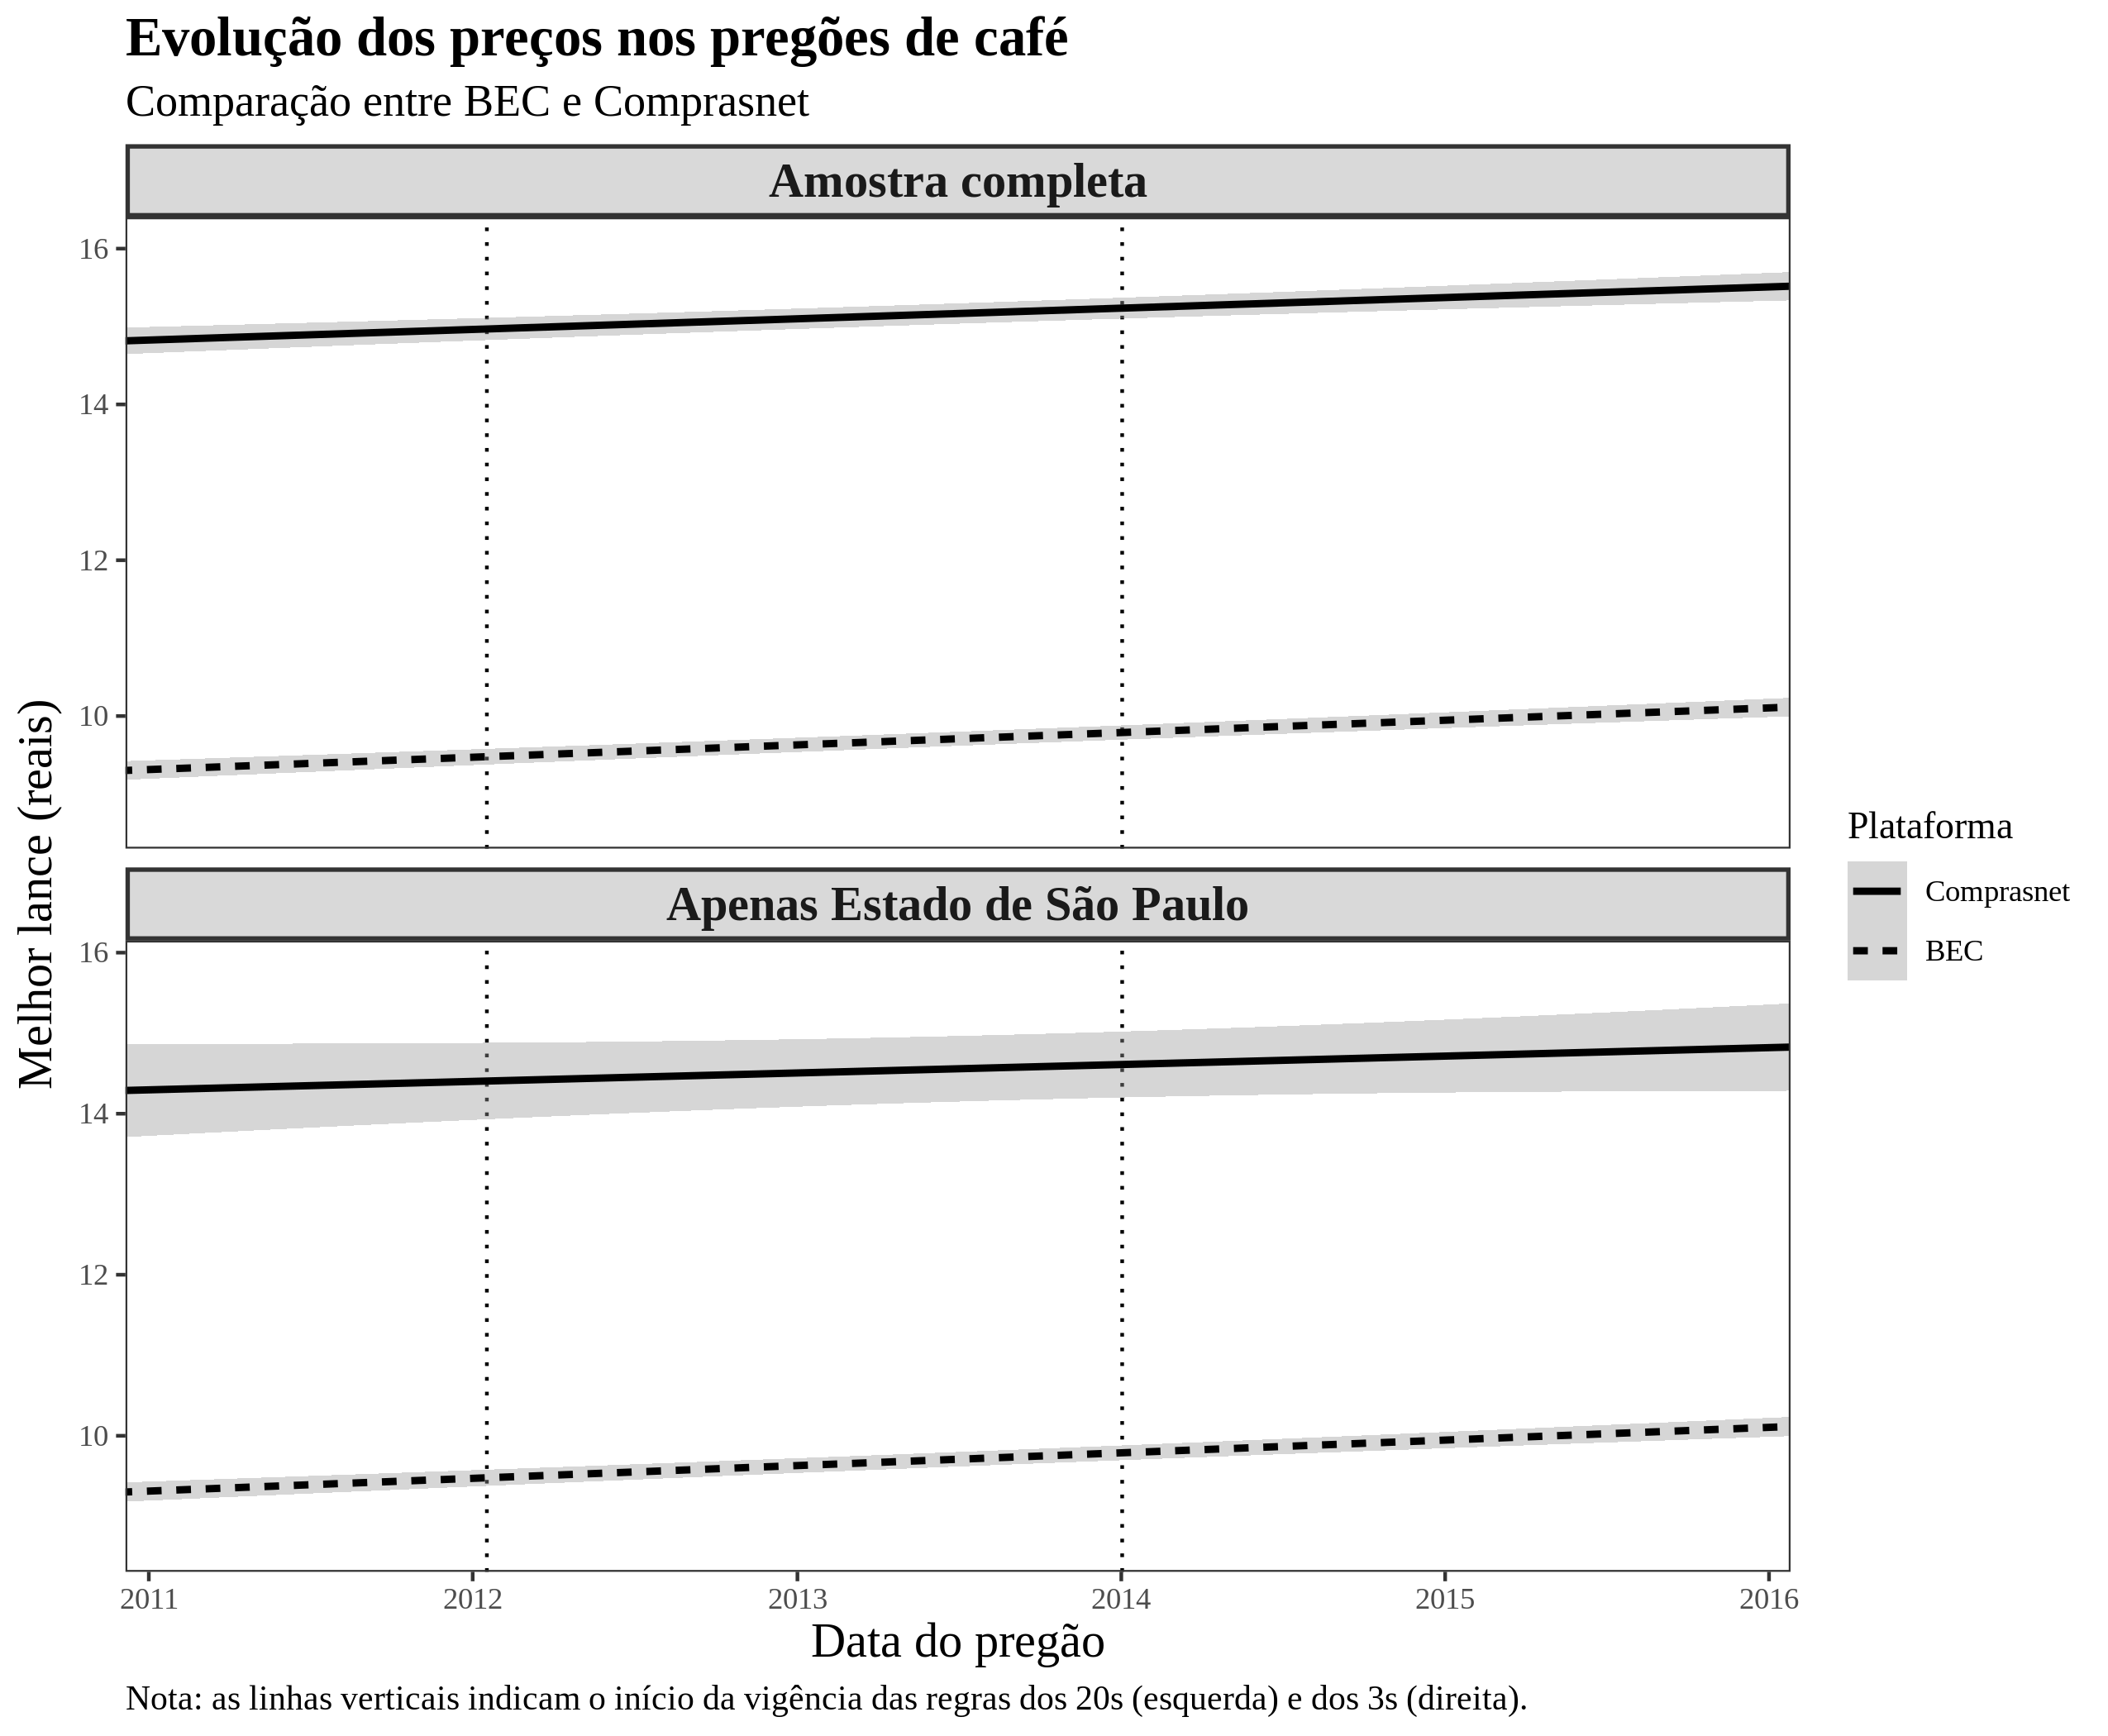 Evolução dos preços nos pregões de café
Comparação entre BEC e Comprasnet
Amostra completa
16
14
12
10
Melhor lance (reais)
Apenas Estado de São Paulo
16
14
12
10
2011 2012 2013 2014 2015 2016
Data do pregão
Plataforma
Comprasnet
BEC
Nota: as linhas verticais indicam o início da vigência das regras dos 20s (esquerda) e dos 3s (direita).